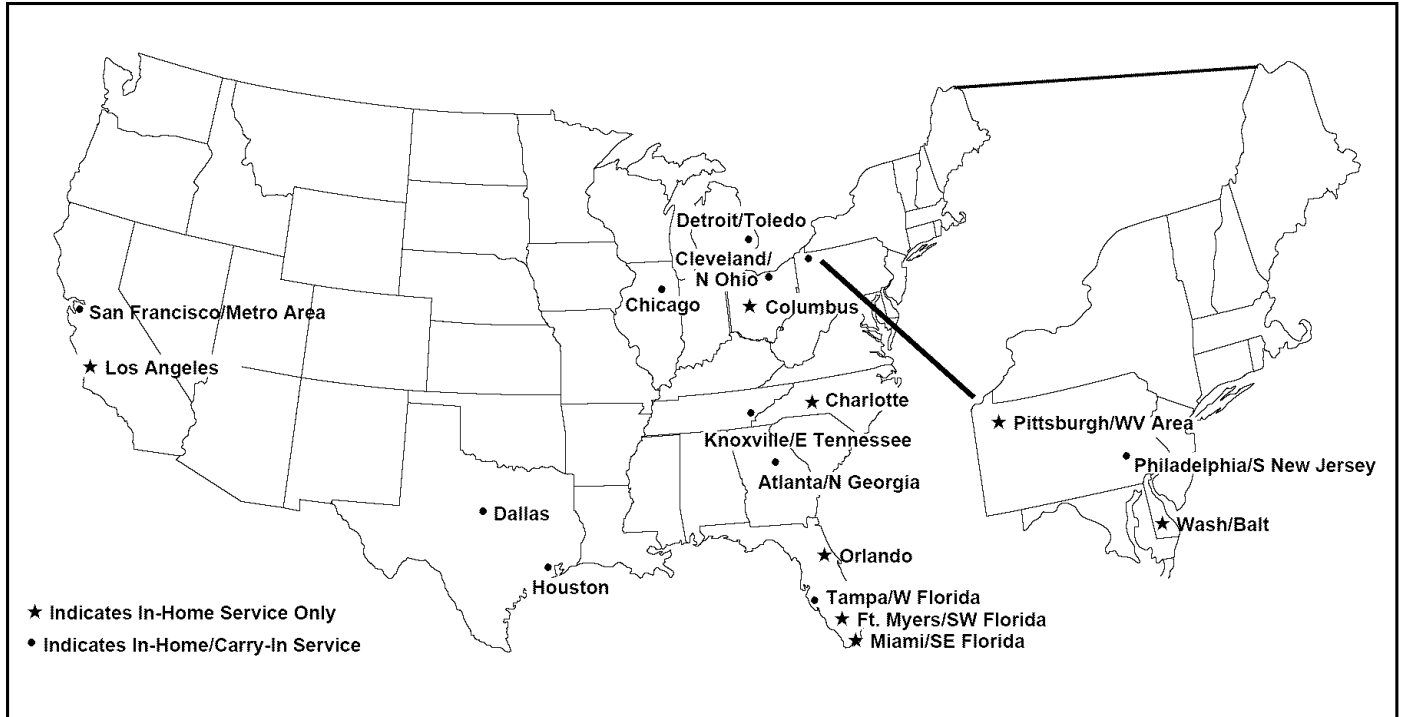 Detroit/Toledo
Cleveland/
N Ohio
Chicago
Columbus
San Francisco/Metro Area
Los Angeles
Charlotte
Knoxville/E Tennessee
Atlanta/N Georgia
Pittsburgh/WV Area
Philadelphia/S New Jersey
Wash/Balt
Dallas
Houston
Orlando
Tampa/W Florida
Ft. Myers/SW Florida
Miami/SE Florida
★ Indicates In-Home Service Only
• Indicates In-Home/Carry-In Service